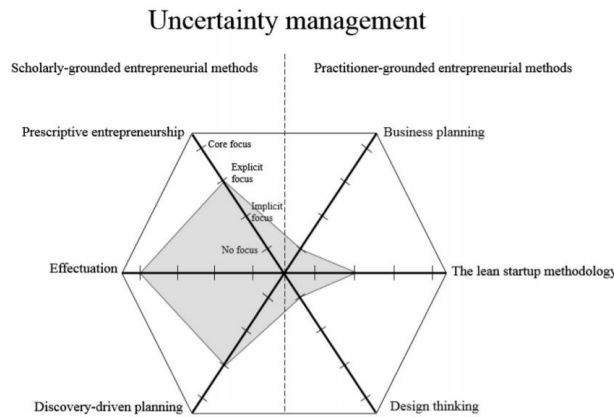 Uncertainty management
Scholarly-grounded entrepreneurial methods
Practitioner-grounded entrepreneurial methods
Prescriptive entrepreneurship
Business planning
Core focus
Explicit
focus
Implicit
focus
No focus
Effectuation
The lean startup methodology
Discovery-driven planning
Design thinking